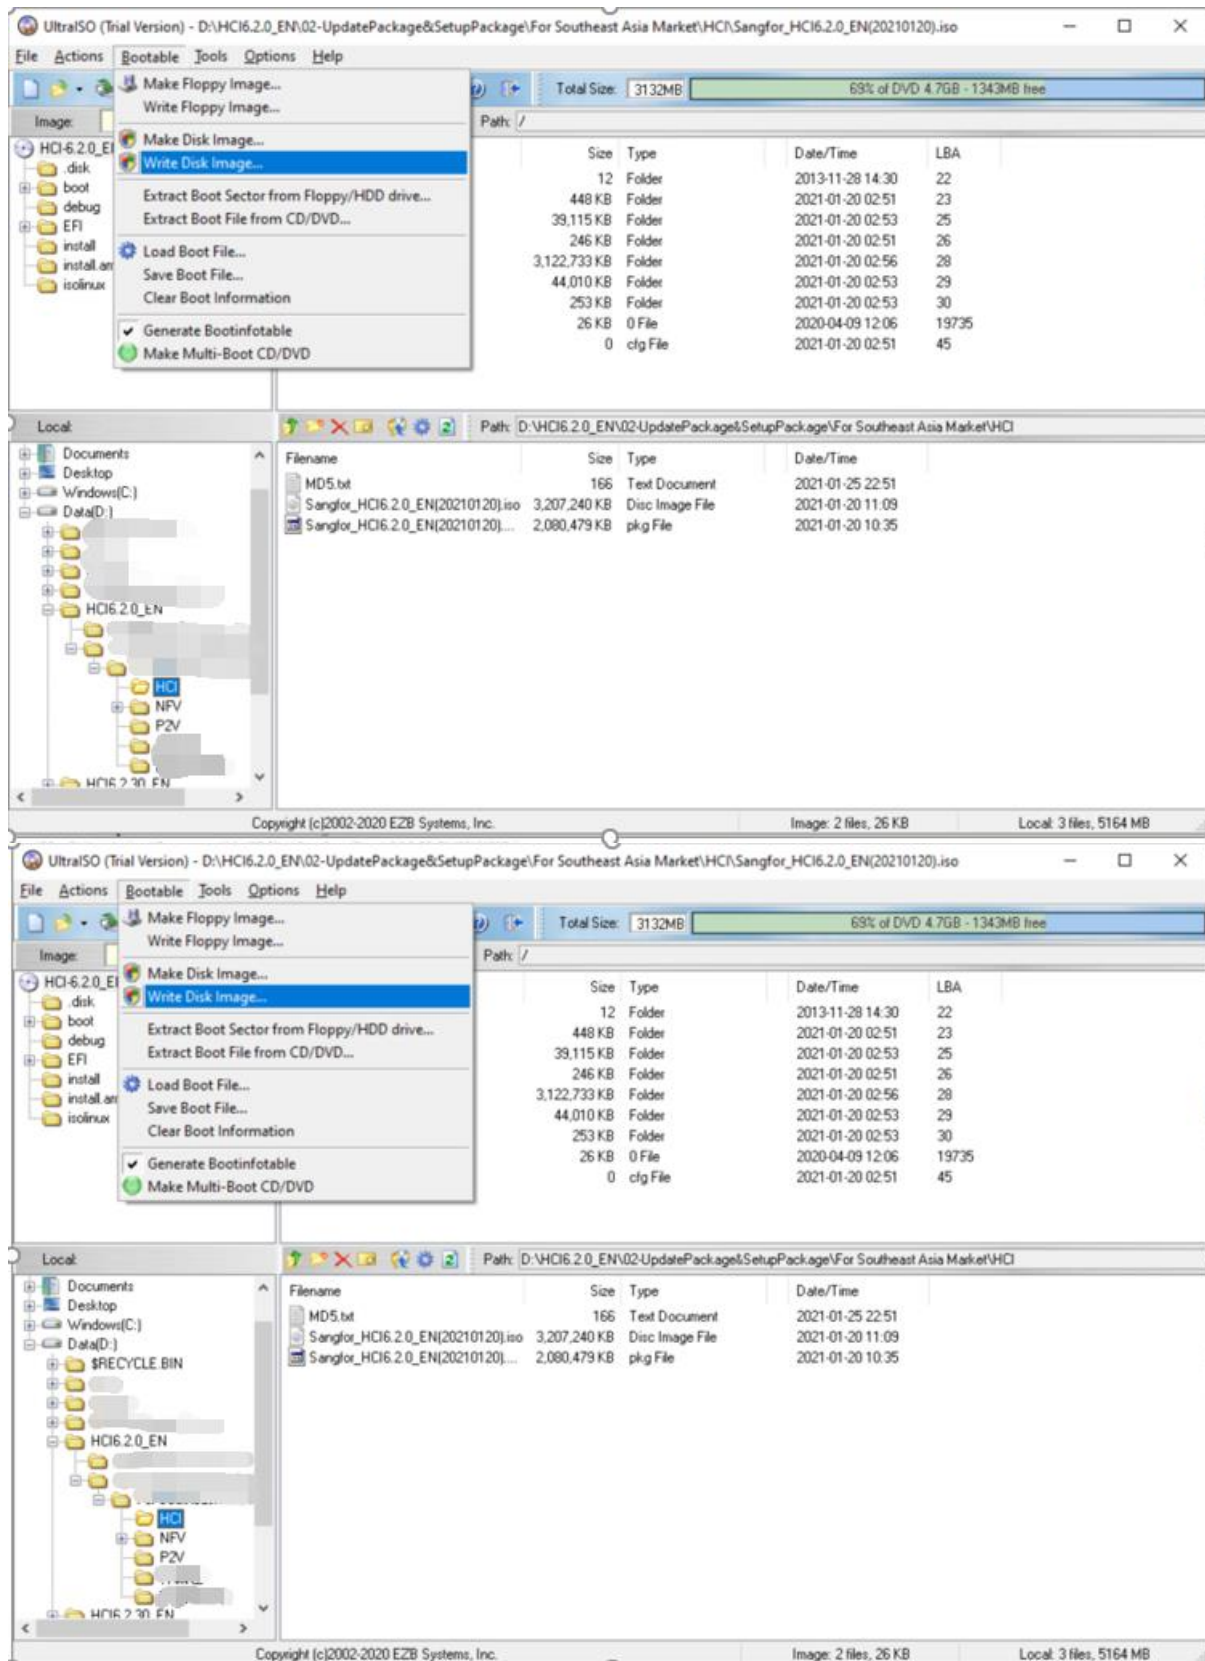 UltraISO (Trial Version) - D:\HCI6.2.0_EN\02-UpdatePackage&SetupPackage\For Southeast Asia Market\HCI\Sangfor_HCI6.2.0_EN(20210120).iso
File Actions Bootable Tools Options Help
Total Size: 3132MB 69% of DVD 4.7GB - 1343MB free
Image: Path: /
Make Floppy Image...
Write Floppy Image...
Make Disk Image...
Write Disk Image...
Extract Boot Sector from Floppy/HDD drive...
Extract Boot File from CD/DVD...
Load Boot File...
Save Boot File...
Clear Boot Information
Generate Bootinfotable
Make Multi-Boot CD/DVD
HCI-6.2.0_E
.disk
boot
debug
EFI
install
install.ar
isolinux
Size Type Date/Time LBA
12 Folder 2013-11-28 14:30 22
448 KB Folder 2021-01-20 02:51 23
39,115 KB Folder 2021-01-20 02:53 25
246 KB Folder 2021-01-20 02:51 26
3,122,733 KB Folder 2021-01-20 02:56 28
44,010 KB Folder 2021-01-20 02:53 29
253 KB Folder 2021-01-20 02:53 30
26 KB 0 File 2020-04-09 12:06 19735
0 cfg File 2021-01-20 02:51 45
Local: Path: D:\HCI6.2.0_EN\02-UpdatePackage&SetupPackage\For Southeast Asia Market\HCI
Documents
Desktop
Windows(C:)
Data(D:)
HCI6.2.0_EN
HCI
NFV
P2V
HCI6.2.30_EN
Filename Size Type Date/Time
MD5.txt 166 Text Document 2021-01-25 22:51
Sangfor_HCI6.2.0_EN(20210120).iso 3,207,240 KB Disc Image File 2021-01-20 11:09
Sangfor_HCI6.2.0_EN(20210120).... 2,080,479 KB pkg File 2021-01-20 10:35
Copyright (c)2002-2020 EZB Systems, Inc. Image: 2 files, 26 KB Local: 3 files, 5164 MB
UltraISO (Trial Version) - D:\HCI6.2.0_EN\02-UpdatePackage&SetupPackage\For Southeast Asia Market\HCI\Sangfor_HCI6.2.0_EN(20210120).iso
File Actions Bootable Tools Options Help
Total Size: 3132MB 69% of DVD 4.7GB - 1343MB free
Image: Path: /
Make Floppy Image...
Write Floppy Image...
Make Disk Image...
Write Disk Image...
Extract Boot Sector from Floppy/HDD drive...
Extract Boot File from CD/DVD...
Load Boot File...
Save Boot File...
Clear Boot Information
Generate Bootinfotable
Make Multi-Boot CD/DVD
HCI-6.2.0_E
.disk
boot
debug
EFI
install
install.ar
isolinux
Size Type Date/Time LBA
12 Folder 2013-11-28 14:30 22
448 KB Folder 2021-01-20 02:51 23
39,115 KB Folder 2021-01-20 02:53 25
246 KB Folder 2021-01-20 02:51 26
3,122,733 KB Folder 2021-01-20 02:56 28
44,010 KB Folder 2021-01-20 02:53 29
253 KB Folder 2021-01-20 02:53 30
26 KB 0 File 2020-04-09 12:06 19735
0 cfg File 2021-01-20 02:51 45
Local: Path: D:\HCI6.2.0_EN\02-UpdatePackage&SetupPackage\For Southeast Asia Market\HCI
Documents
Desktop
Windows(C:)
Data(D:)
$RECYCLE.BIN
HCI6.2.0_EN
HCI
NFV
P2V
HCI6.2.30_EN
Filename Size Type Date/Time
MD5.txt 166 Text Document 2021-01-25 22:51
Sangfor_HCI6.2.0_EN(20210120).iso 3,207,240 KB Disc Image File 2021-01-20 11:09
Sangfor_HCI6.2.0_EN(20210120).... 2,080,479 KB pkg File 2021-01-20 10:35
Copyright (c)2002-2020 EZB Systems, Inc. Image: 2 files, 26 KB Local: 3 files, 5164 MB